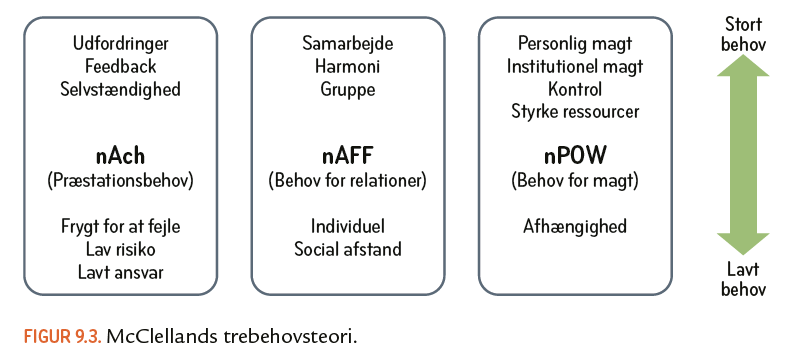 Udfordringer
Feedback
Selvstændighed
nAch
(Præstationsbehov)
Frygt for at fejle
Lav risiko
Lavt ansvar
Samarbejde
Harmoni
Gruppe
nAFF
(Behov for relationer)
Individuel
Social afstand
Personlig magt
Institutionel magt
Kontrol
Styrke ressourcer
nPOW
(Behov for magt)
Afhængighed
Stort
behov
Lavt
behov
FIGUR 9.3. McClellands trebehovsteori.